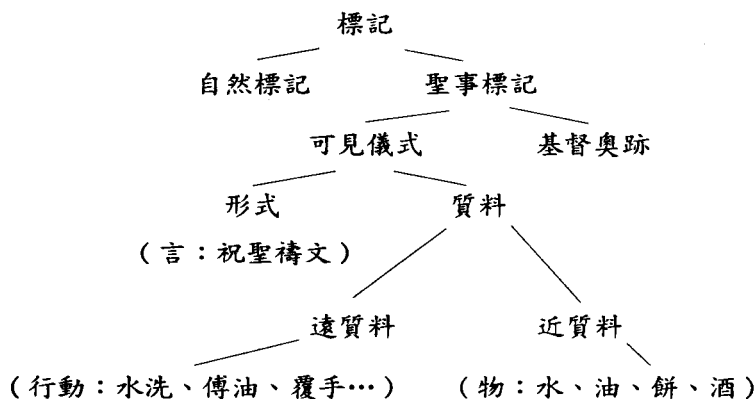 標記
自然標記 聖事標記
可見儀式 基督奧跡
形式 質料
（言：祝聖禱文）
遠質料 近質料
（行動：水洗、傅油、覆手…） （物：水、油、餅、酒）